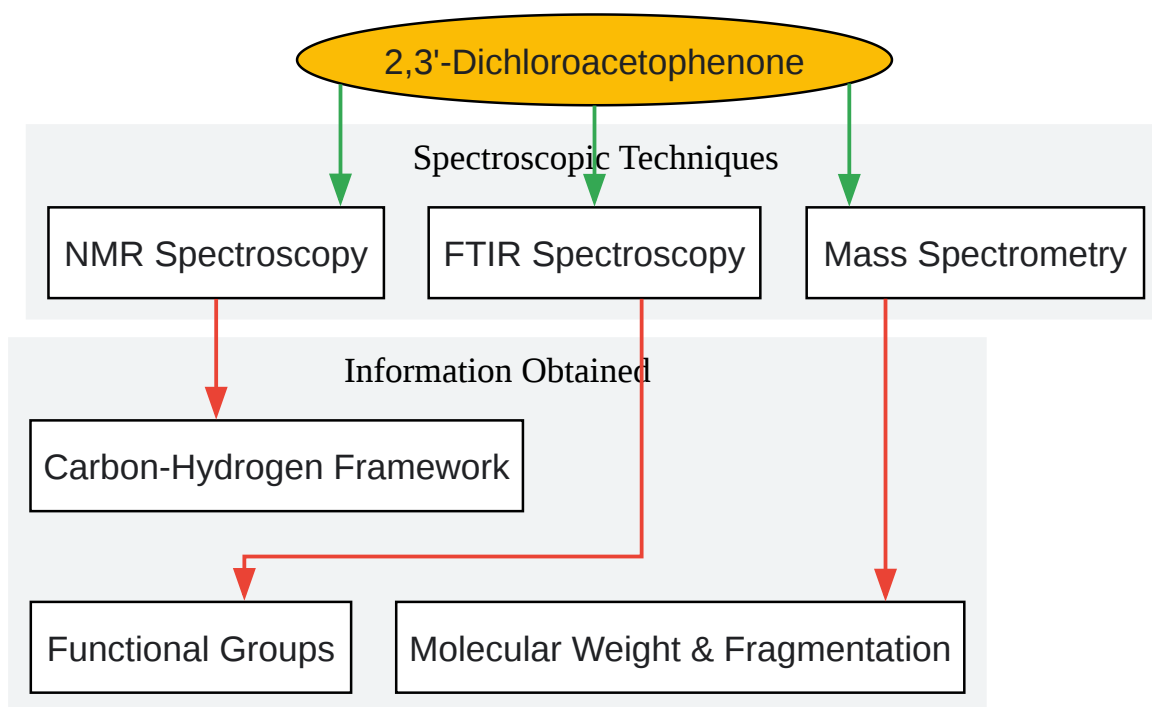 2,3'-Dichloroacetophenone
Spectroscopic Techniques
NMR Spectroscopy
FTIR Spectroscopy
Mass Spectrometry
Information Obtained
Carbon-Hydrogen Framework
Functional Groups
Molecular Weight & Fragmentation